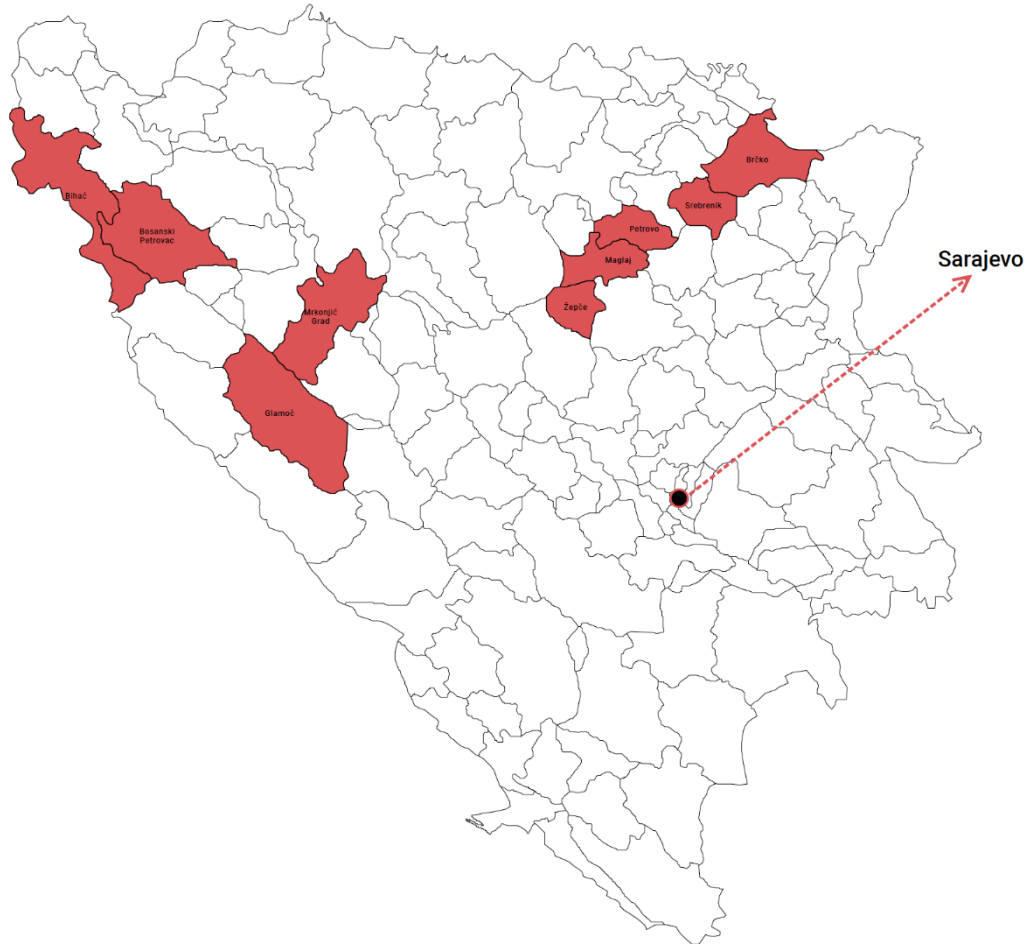 Brčko
Bihać
Srebrenik
Bosanski
Petrovac
Petrovo
Maglaj
Sarajevo
Žepče
Mrkonjić
Grad
Glamoč